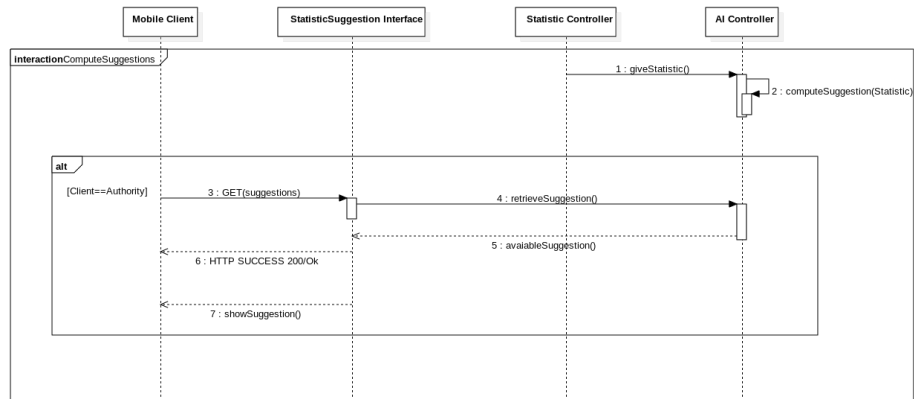 Mobile Client
StatisticSuggestion Interface
Statistic Controller
AI Controller
interactionComputeSuggestions
1 : giveStatistic()
2 : computeSuggestion(Statistic)
alt
[Client==Authority]
3 : GET(suggestions)
4 : retrieveSuggestion()
5 : avaiableSuggestion()
6 : HTTP SUCCESS 200/Ok
7 : showSuggestion()